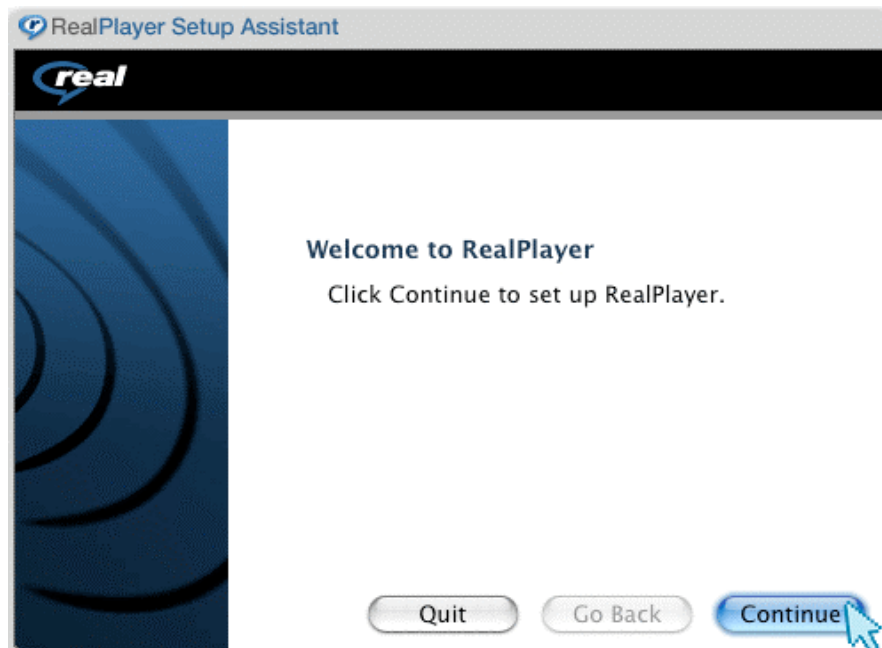 RealPlayer Setup Assistant
real
Welcome to RealPlayer
Click Continue to set up RealPlayer.
Quit
Go Back
Continue